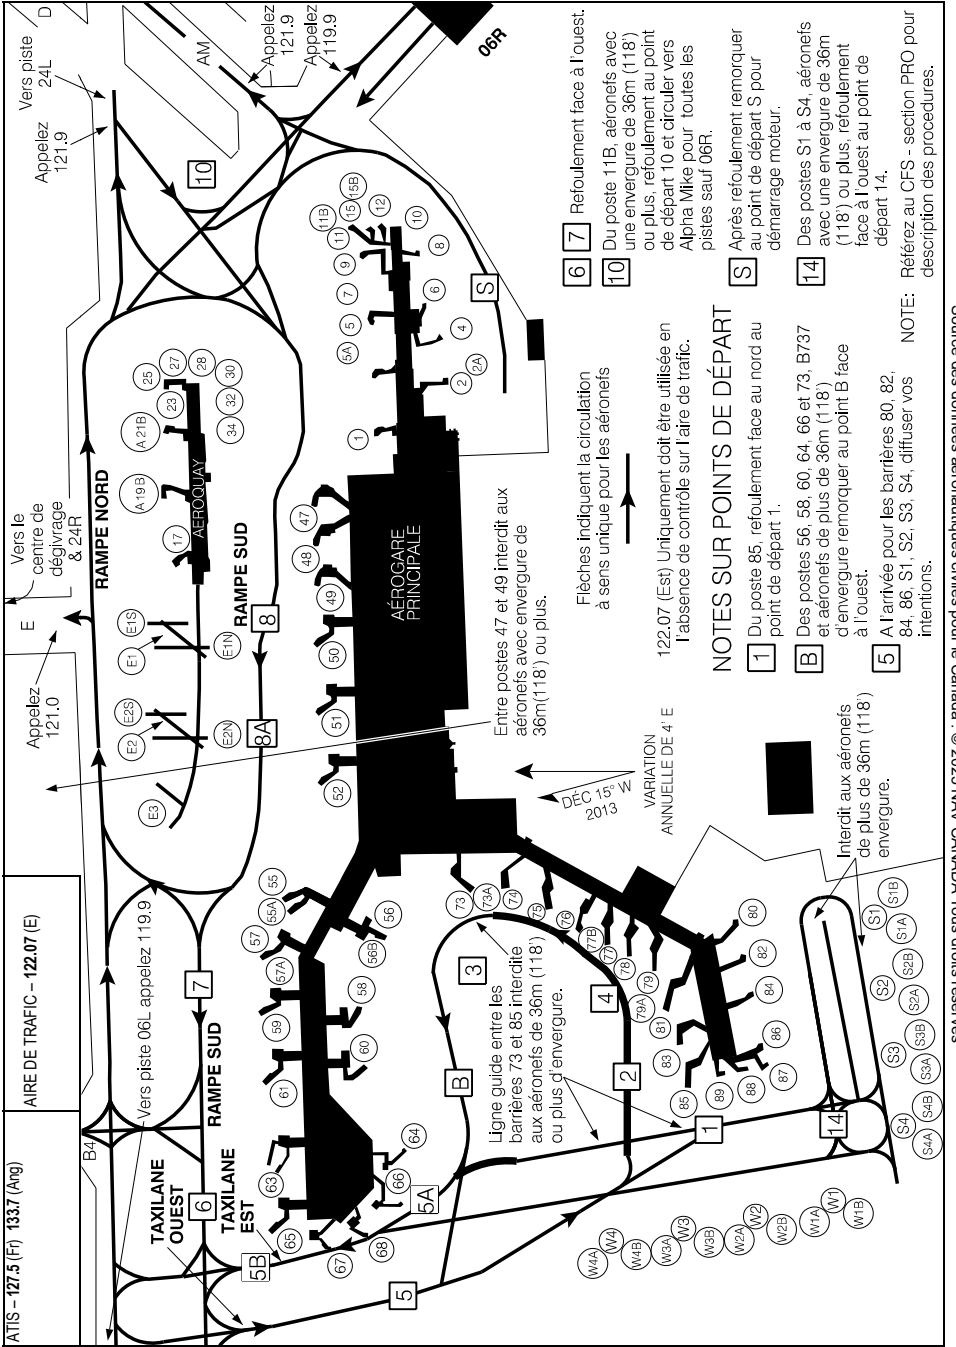 ATIS – 127.5 (Fr) 133.7 (Ang)
AIRE DE TRAFIC – 122.07 (E)
Vers piste 06L appelez 119.9
B4
Appelez
121.0
E
Vers le
centre de
dégivrage
& 24R
Appelez
121.9
Vers piste
24L
D
AM
Appelez
121.9
Appelez
119.9
06R
RAMPE NORD
RAMPE SUD
AÉROQUAY
10
A 21B
25
27
28
23
30
32
34
A19 B
17
E1S
E1
E1N
E2S
E2
E2N
E3
8
8A
7
RAMPE SUD
6
TAXILANE
OUEST
TAXILANE
EST
5B
5A
5
AÉROGARE
PRINCIPALE
47
48
49
50
51
52
1
5A
5
7
9
11
11B
15
15B
12
10
8
6
4
2A
2
S
55
55A
56
56B
57
57A
58
59
60
61
63
64
65
66
67
68
73
73A
74
75
76
77B
77
78
79
79A
80
81
82
83
84
85
86
87
88
89
3
4
B
2
1
14
Ligne guide entre les
barrières 73 et 85 interdite
aux aéronefs de 36m (118')
ou plus d'envergure.
Entre postes 47 et 49 interdit aux
aéronefs avec envergure de
36m(118') ou plus.
DÉC 15° W
2013
VARIATION
ANNUELLE DE 4' E
Interdit aux aéronefs
de plus de 36m (118')
envergure.
S1
S1B
S1A
S2
S2B
S2A
S3
S3B
S3A
S4
S4B
S4A
W4A
W4
W4B
W3A
W3
W3B
W2A
W2
W2B
W1A
W1
W1B
Flèches indiquent la circulation
à sens unique pour les aéronefs
122.07 (Est) Uniquement doit être utilisée en
l'absence de contrôle sur l'aire de trafic.
NOTES SUR POINTS DE DÉPART
1 Du poste 85, refoulement face au nord au
point de départ 1.
B Des postes 56, 58, 60, 64, 66 et 73, B737
et aéronefs de plus de 36m (118')
d'envergure remorquer au point B face
à l'ouest.
5 A l'arrivée pour les barrières 80, 82,
84, 86, S1, S2, S3, S4, diffuser vos
intentions.
6 7 Refoulement face à l'ouest.
10 Du poste 11B, aéronefs avec
une envergure de 36m (118')
ou plus, refoulement au point
de départ 10 et circuler vers
Alpha Mike pour toutes les
pistes sauf 06R.
S Après refoulement remorquer
au point de départ S pour
démarrage moteur.
14 Des postes S1 à S4, aéronefs
avec une envergure de 36m
(118') ou plus, refoulement
face à l'ouest au point de
départ 14.
NOTE: Référez au CFS - section PRO pour
description des procedures.